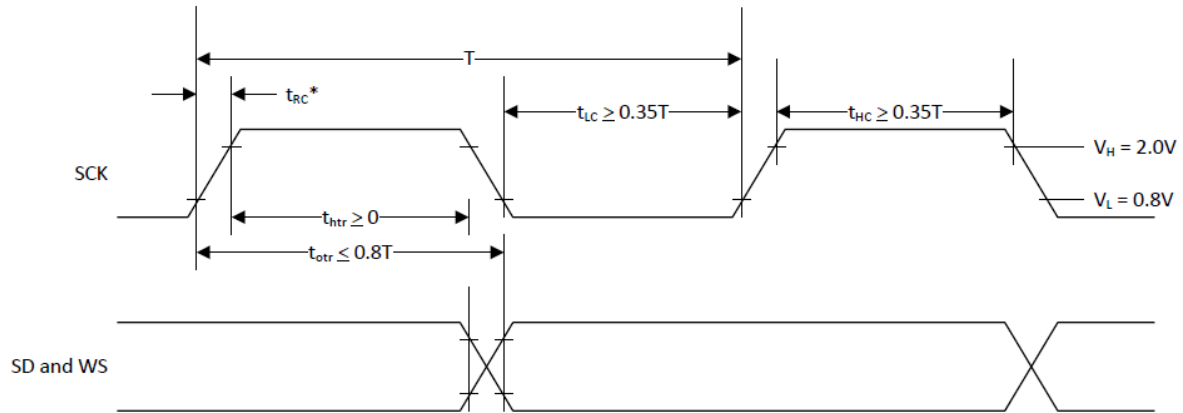 T
t_RC*
t_LC ≥ 0.35T
t_HC ≥ 0.35T
V_H = 2.0V
SCK
V_L = 0.8V
t_htr ≥ 0
t_otr ≤ 0.8T
SD and WS